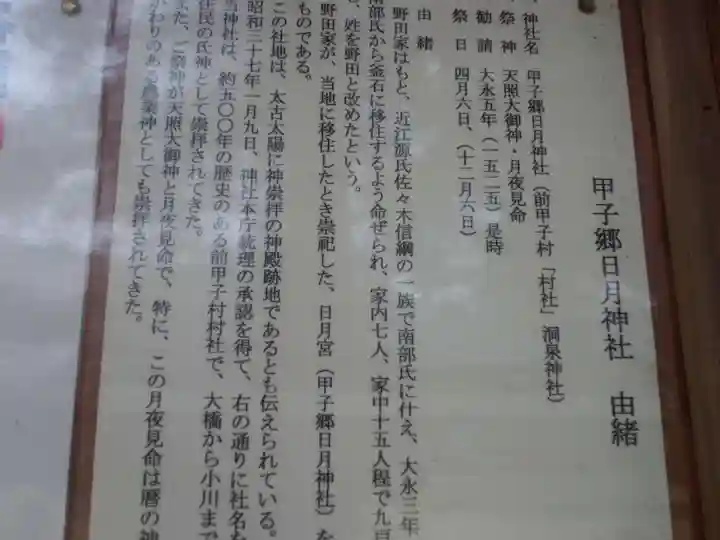 甲子郷日月神社 由緒
、神社名 甲子郷日月神社(前甲子村「村社」洞泉神社)
、祭神 天照大御神・月夜見命
勧請 大永五年(一五二五)是時
祭日 四月六日、(十二月六日)
由緒
野田家はもと、近江源氏佐々木信綱の一族で南部氏に仕え、大永三年
南部氏から釜石に移住するよう命ぜられ、家内七人、家中十五人程で九戸
、姓を野田と改めたという。
野田家が、当地に移住したとき崇祀した、日月宮(甲子郷日月神社)を
ものである。
この社地は、太古太陽に神崇拝の神殿跡地であるとも伝えられている。
昭和三十七年一月九日、神社本庁統理の承認を得て、右の通りに社名も
当神社は、約五〇〇年の歴史のある前甲子村村社で、大橋から小川まで
住民の氏神として崇拝されてきた。
また、ご祭神が天照大御神と月夜見命で、特に、この月夜見命は暦の神
かわりのある農業神としても崇拝されてきた。